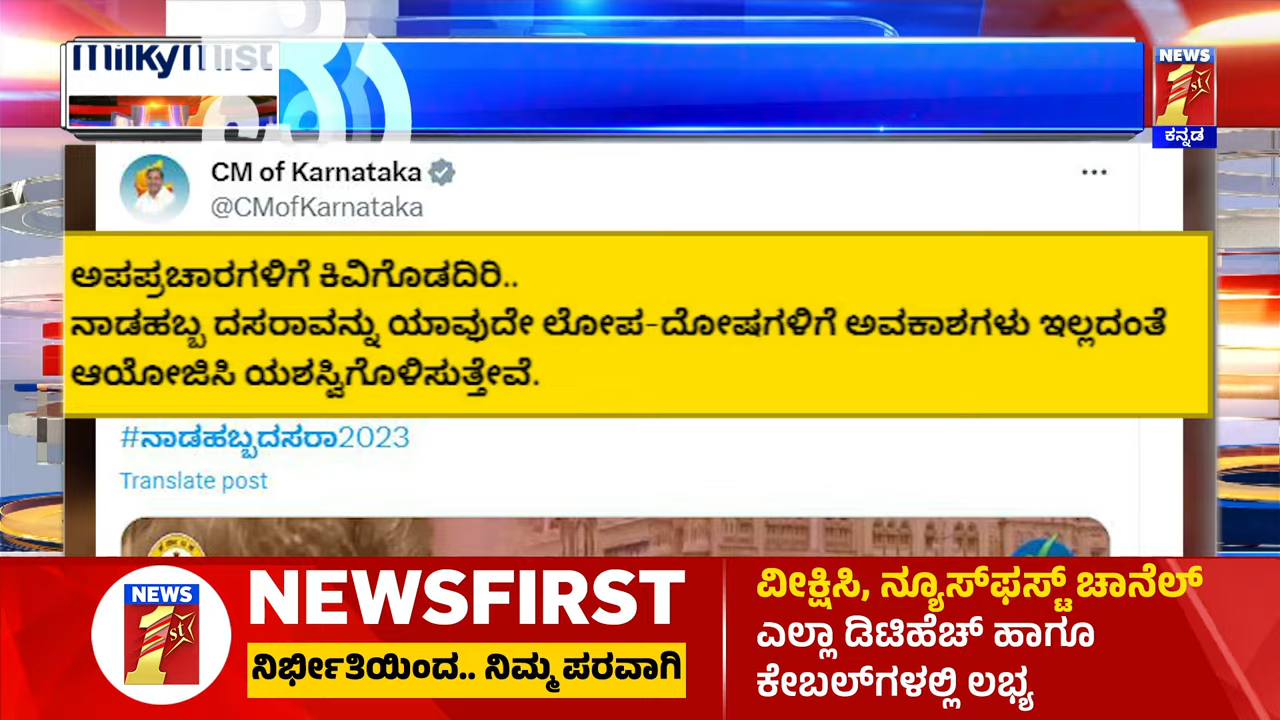 milkymist
NEWS
1st
ಕನ್ನಡ
CM of Karnataka
@CMofKarnataka
ಅಪಪ್ರಚಾರಗಳಿಗೆ ಕಿವಿಗೊಡದಿರಿ..
ನಾಡಹಬ್ಬ ದಸರಾವನ್ನು ಯಾವುದೇ ಲೋಪ-ದೋಷಗಳಿಗೆ ಅವಕಾಶಗಳು ಇಲ್ಲದಂತೆ
ಆಯೋಜಿಸಿ ಯಶಸ್ವಿಗೊಳಿಸುತ್ತೇವೆ.
#ನಾಡಹಬ್ಬದಸರಾ2023
Translate post
NEWS
1st
NEWSFIRST
ನಿರ್ಭೀತಿಯಿಂದ.. ನಿಮ್ಮ ಪರವಾಗಿ
ವೀಕ್ಷಿಸಿ, ನ್ಯೂಸ್‌ಫಸ್ಟ್ ಚಾನೆಲ್
ಎಲ್ಲಾ ಡಿಟಿಹೆಚ್ ಹಾಗೂ
ಕೇಬಲ್‌ಗಳಲ್ಲಿ ಲಭ್ಯ